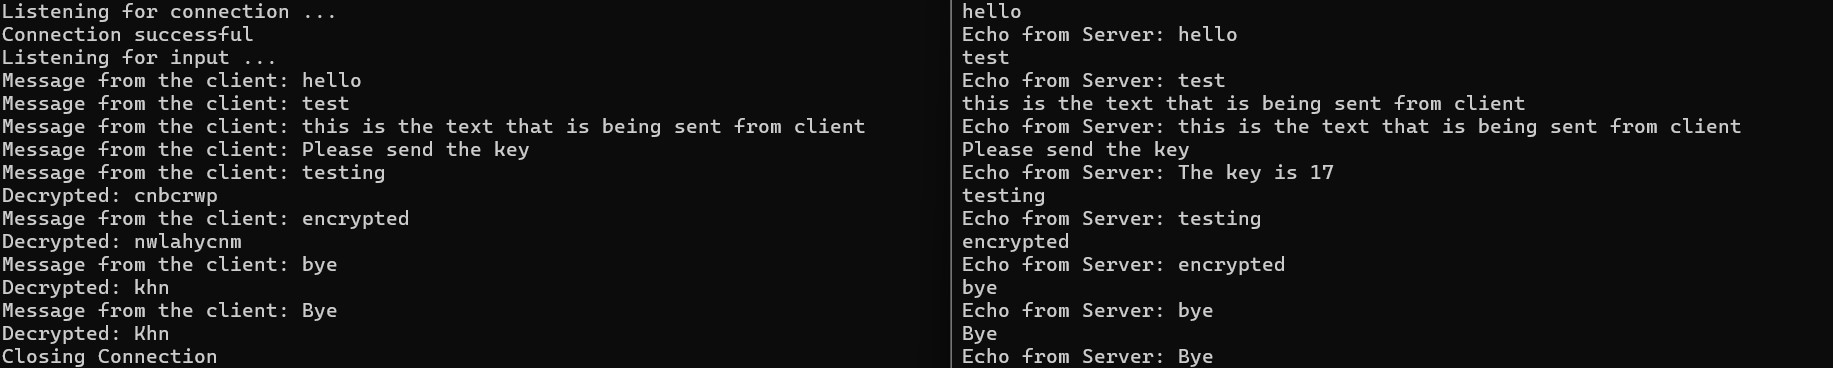 Listening for connection ...
Connection successful
Listening for input ...
Message from the client: hello
Message from the client: test
Message from the client: this is the text that is being sent from client
Message from the client: Please send the key
Message from the client: testing
Decrypted: cnbcrwp
Message from the client: encrypted
Decrypted: nwlahycnm
Message from the client: bye
Decrypted: khn
Message from the client: Bye
Decrypted: Khn
Closing Connection
hello
Echo from Server: hello
test
Echo from Server: test
this is the text that is being sent from client
Echo from Server: this is the text that is being sent from client
Please send the key
Echo from Server: The key is 17
testing
Echo from Server: testing
encrypted
Echo from Server: encrypted
bye
Echo from Server: bye
Bye
Echo from Server: Bye